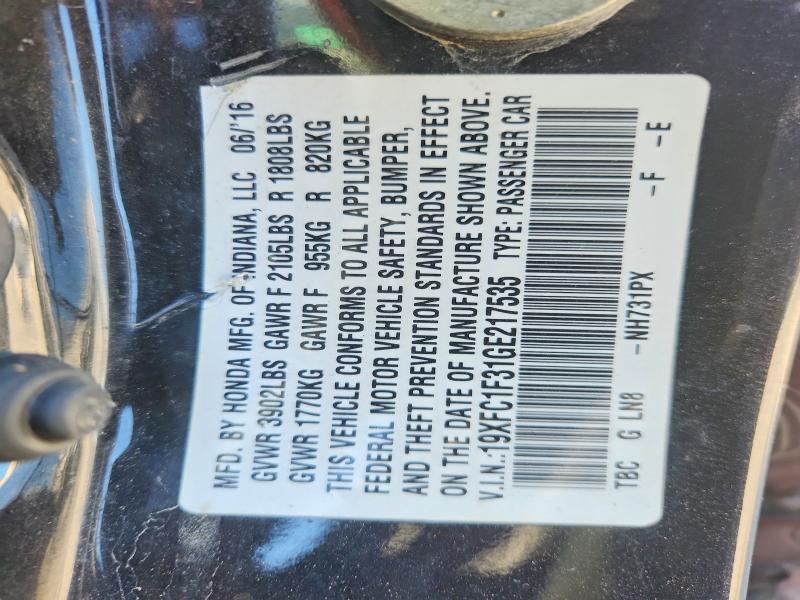 MFD. BY HONDA MFG. OF INDIANA, LLC 06/'16
GVWR 3902LBS GAWR F 2105LBS R 1808LBS
GVWR 1770KG GAWR F 955KG R 820KG
THIS VEHICLE CONFORMS TO ALL APPLICABLE
FEDERAL MOTOR VEHICLE SAFETY, BUMPER,
AND THEFT PREVENTION STANDARDS IN EFFECT
ON THE DATE OF MANUFACTURE SHOWN ABOVE.
V.I.N.:19XFC1F31GE217535 TYPE: PASSENGER CAR
TBC G LN8 -NH731PX -F -E